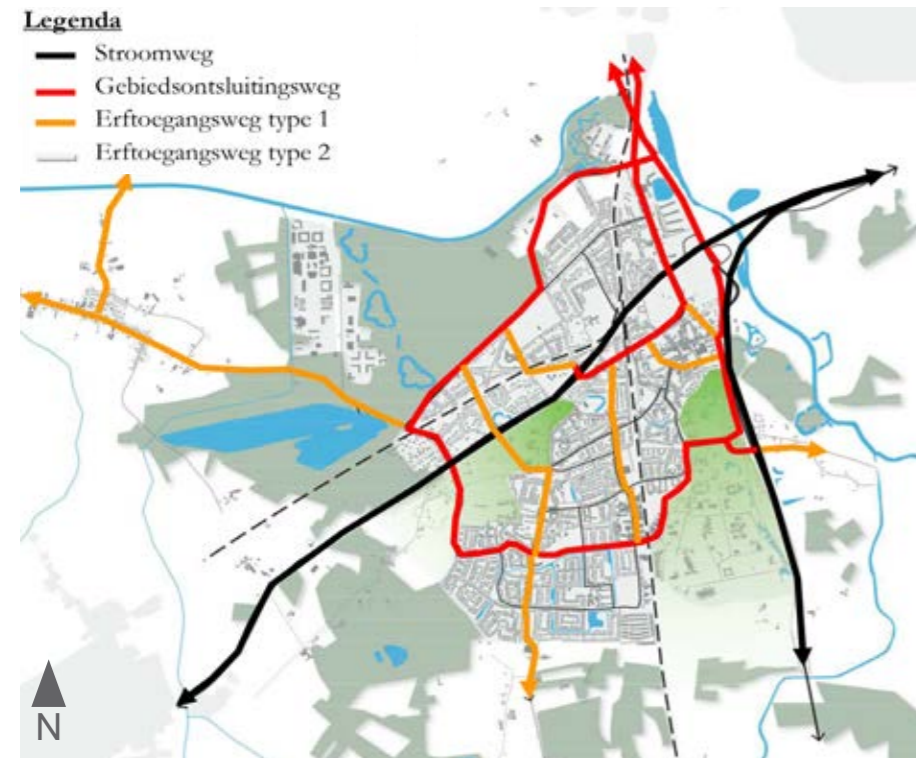 Legenda
Stroomweg
Gebiedsontsluitingsweg
Erftoegangsweg type 1
Erftoegangsweg type 2
N